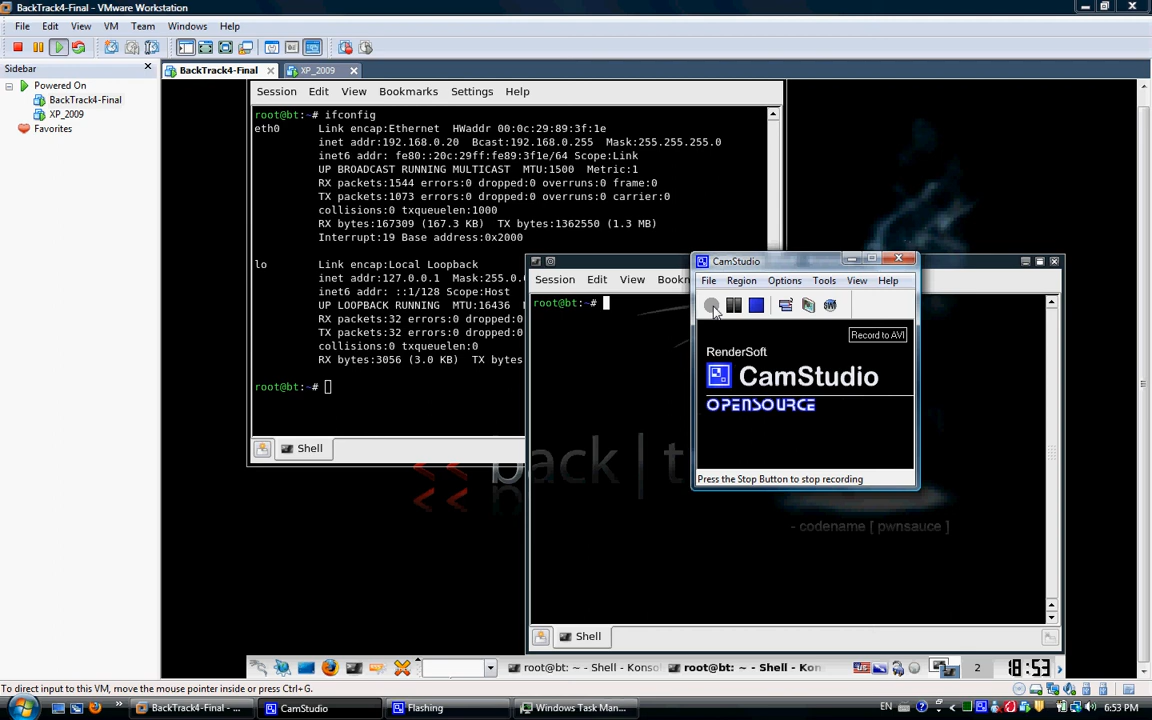 BackTrack4-Final - VMware Workstation
File Edit View VM Team Windows Help
Sidebar
Powered On
BackTrack4-Final
XP_2009
Favorites
BackTrack4-Final XP_2009
Session Edit View Bookmarks Settings Help
root@bt:~# ifconfig
eth0 Link encap:Ethernet HWaddr 00:0c:29:89:3f:1e
inet addr:192.168.0.20 Bcast:192.168.0.255 Mask:255.255.255.0
inet6 addr: fe80::20c:29ff:fe89:3f1e/64 Scope:Link
UP BROADCAST RUNNING MULTICAST MTU:1500 Metric:1
RX packets:1544 errors:0 dropped:0 overruns:0 frame:0
TX packets:1073 errors:0 dropped:0 overruns:0 carrier:0
collisions:0 txqueuelen:1000
RX bytes:167309 (167.3 KB) TX bytes:1362550 (1.3 MB)
Interrupt:19 Base address:0x2000
lo Link encap:Local Loopback
inet addr:127.0.0.1 Mask:255.0.0
inet6 addr: ::1/128 Scope:Host
UP LOOPBACK RUNNING MTU:16436
RX packets:32 errors:0 dropped:0
TX packets:32 errors:0 dropped:0
collisions:0 txqueuelen:0
RX bytes:3056 (3.0 KB) TX bytes
root@bt:~#
Shell
Session Edit View Bookn
root@bt:~#
Shell
CamStudio
File Region Options Tools View Help
Record to AVI
RenderSoft
CamStudio
OPENSOURCE
Press the Stop Button to stop recording
<< back | t
- codename [ pwnsauce ]
root@bt: ~ - Shell - Konso root@bt: ~ - Shell - Kons 2 18:53
To direct input to this VM, move the mouse pointer inside or press Ctrl+G.
BackTrack4-Final - ... CamStudio Flashing Windows Task Man... EN 6:53 PM